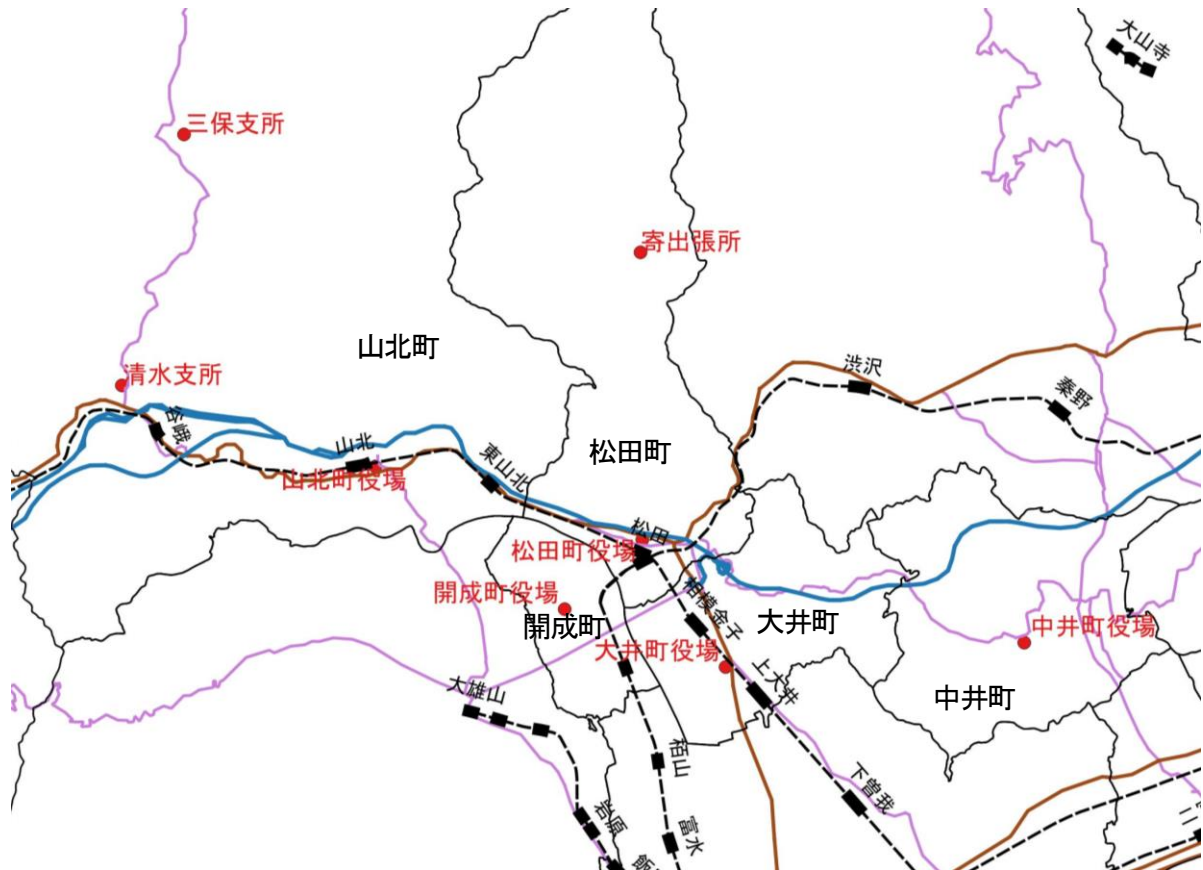 大山寺
三保支所
寄出張所
山北町
渋沢
清水支所
秦野
谷峨
山北
松田町
東山北
山北町役場
松田
松田町役場
開成町役場
相模金子
開成町
大井町
中井町役場
大井町役場
上大井
大雄山
中井町
栢山
下曽我
岩原
富水